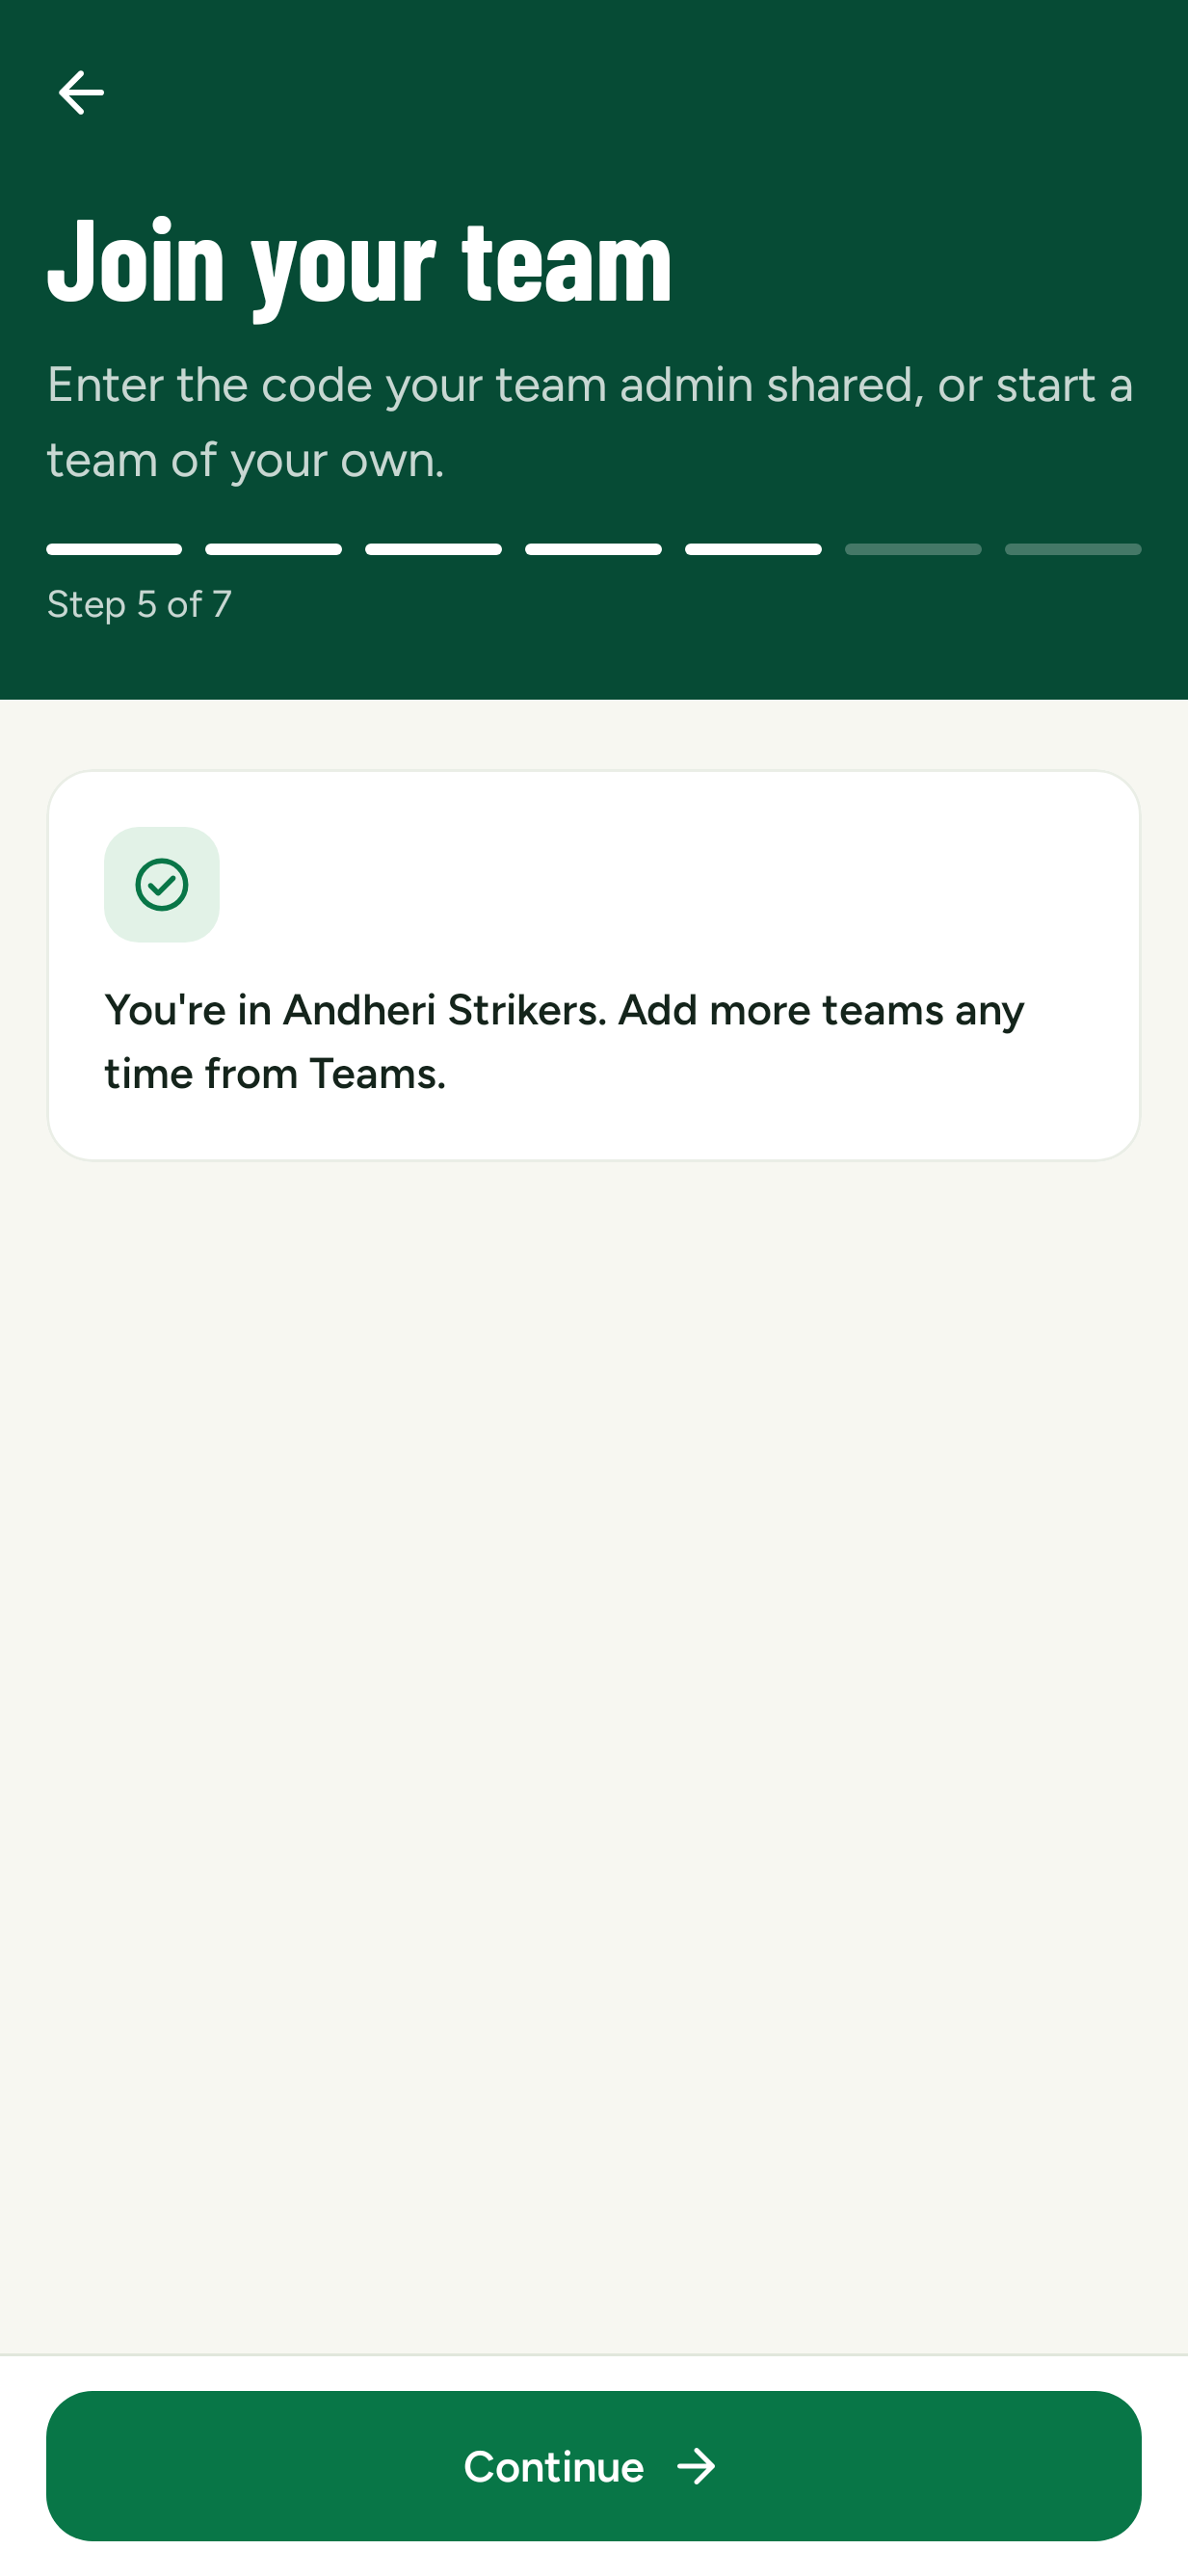 Join your team
Enter the code your team admin shared, or start a
team of your own.
Step 5 of 7
You're in Andheri Strikers. Add more teams any
time from Teams.
Continue